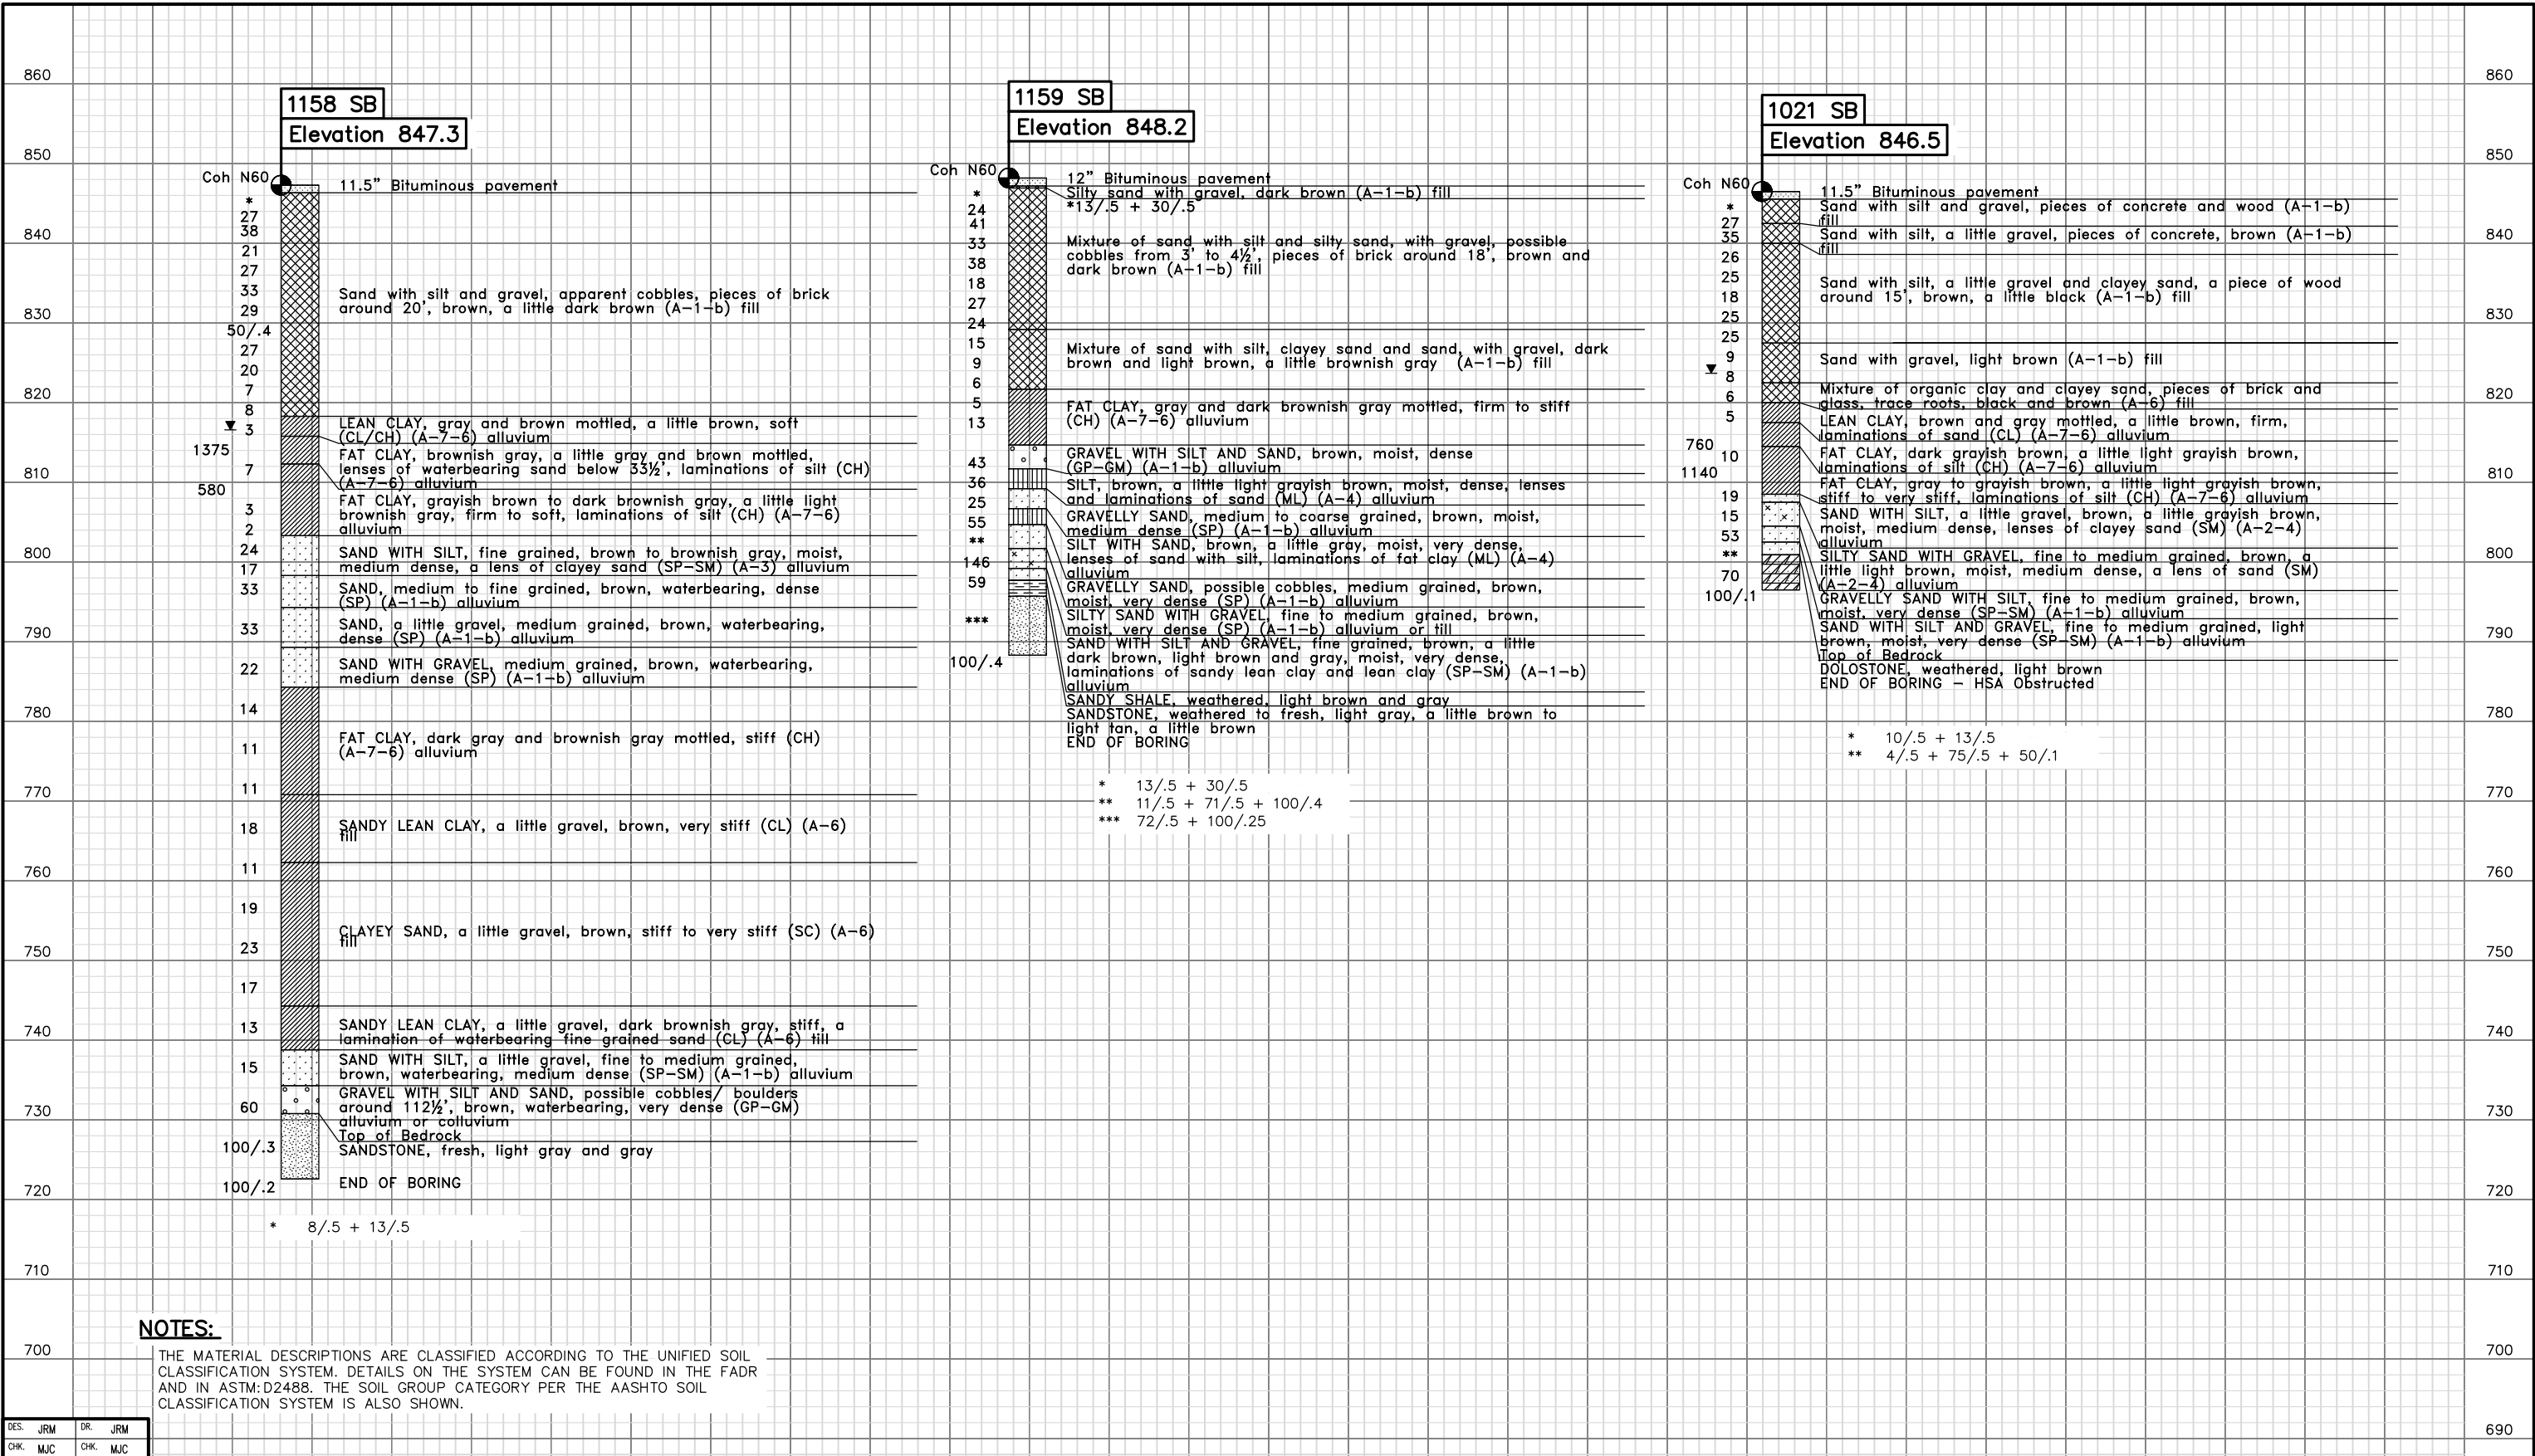 860
850
840
830
820
810
800
790
780
770
760
750
740
730
720
710
700
1158 SB
Elevation 847.3
Coh N60
*
27
38
21
27
33
29
50/.4
27
20
7
8
3
1375
7
580
3
2
24
17
33
33
22
14
11
11
18
11
19
23
17
13
15
60
100/.3
100/.2
11.5" Bituminous pavement
Sand with silt and gravel, apparent cobbles, pieces of brick
around 20', brown, a little dark brown (A-1-b) fill
LEAN CLAY, gray and brown mottled, a little brown, soft
(CL/CH) (A-7-6) alluvium
FAT CLAY, brownish gray, a little gray and brown mottled,
lenses of waterbearing sand below 33½', laminations of silt (CH)
(A-7-6) alluvium
FAT CLAY, grayish brown to dark brownish gray, a little light
brownish gray, firm to soft, laminations of silt (CH) (A-7-6)
alluvium
SAND WITH SILT, fine grained, brown to brownish gray, moist,
medium dense, a lens of clayey sand (SP-SM) (A-3) alluvium
SAND, medium to fine grained, brown, waterbearing, dense
(SP) (A-1-b) alluvium
SAND, a little gravel, medium grained, brown, waterbearing,
dense (SP) (A-1-b) alluvium
SAND WITH GRAVEL, medium grained, brown, waterbearing,
medium dense (SP) (A-1-b) alluvium
FAT CLAY, dark gray and brownish gray mottled, stiff (CH)
(A-7-6) alluvium
SANDY LEAN CLAY, a little gravel, brown, very stiff (CL) (A-6)
till
CLAYEY SAND, a little gravel, brown, stiff to very stiff (SC) (A-6)
till
SANDY LEAN CLAY, a little gravel, dark brownish gray, stiff, a
lamination of waterbearing fine grained sand (CL) (A-6) till
SAND WITH SILT, a little gravel, fine to medium grained,
brown, waterbearing, medium dense (SP-SM) (A-1-b) alluvium
GRAVEL WITH SILT AND SAND, possible cobbles/ boulders
around 112½', brown, waterbearing, very dense (GP-GM)
alluvium or colluvium
Top of Bedrock
SANDSTONE, fresh, light gray and gray
END OF BORING
* 8/.5 + 13/.5
1159 SB
Elevation 848.2
Coh N60
*
24
41
33
38
18
27
24
15
9
6
5
13
43
36
25
55
**
146
59
***
100/.4
12" Bituminous pavement
Silty sand with gravel, dark brown (A-1-b) fill
*13/.5 + 30/.5
Mixture of sand with silt and silty sand, with gravel, possible
cobbles from 3' to 4½', pieces of brick around 18', brown and
dark brown (A-1-b) fill
Mixture of sand with silt, clayey sand and sand, with gravel, dark
brown and light brown, a little brownish gray (A-1-b) fill
FAT CLAY, gray and dark brownish gray mottled, firm to stiff
(CH) (A-7-6) alluvium
GRAVEL WITH SILT AND SAND, brown, moist, dense
(GP-GM) (A-1-b) alluvium
SILT, brown, a little light grayish brown, moist, dense, lenses
and laminations of sand (ML) (A-4) alluvium
GRAVELLY SAND, medium to coarse grained, brown, moist,
medium dense (SP) (A-1-b) alluvium
SILT WITH SAND, brown, a little gray, moist, very dense,
lenses of sand with silt, laminations of fat clay (ML) (A-4)
alluvium
GRAVELLY SAND, possible cobbles, medium grained, brown,
moist, very dense (SP) (A-1-b) alluvium
SILTY SAND WITH GRAVEL, fine to medium grained, brown,
moist, very dense (SP) (A-1-b) alluvium or till
SAND WITH SILT AND GRAVEL, fine grained, brown, a little
dark brown, light brown and gray, moist, very dense,
laminations of sandy lean clay and lean clay (SP-SM) (A-1-b)
alluvium
SANDY SHALE, weathered, light brown and gray
SANDSTONE, weathered to fresh, light gray, a little brown to
light tan, a little brown
END OF BORING
* 13/.5 + 30/.5
** 11/.5 + 71/.5 + 100/.4
*** 72/.5 + 100/.25
1021 SB
Elevation 846.5
Coh N60
*
27
35
26
25
18
25
25
9
8
6
5
760
10
1140
19
15
53
**
70
100/.1
11.5" Bituminous pavement
Sand with silt and gravel, pieces of concrete and wood (A-1-b)
fill
Sand with silt, a little gravel, pieces of concrete, brown (A-1-b)
fill
Sand with silt, a little gravel and clayey sand, a piece of wood
around 15', brown, a little black (A-1-b) fill
Sand with gravel, light brown (A-1-b) fill
Mixture of organic clay and clayey sand, pieces of brick and
glass, trace roots, black and brown (A-6) fill
LEAN CLAY, brown and gray mottled, a little brown, firm,
laminations of sand (CL) (A-7-6) alluvium
FAT CLAY, dark grayish brown, a little light grayish brown,
laminations of silt (CH) (A-7-6) alluvium
FAT CLAY, gray to grayish brown, a little light grayish brown,
stiff to very stiff, laminations of silt (CH) (A-7-6) alluvium
SAND WITH SILT, a little gravel, brown, a little grayish brown,
moist, medium dense, lenses of clayey sand (SM) (A-2-4)
alluvium
SILTY SAND WITH GRAVEL, fine to medium grained, brown, a
little light brown, moist, medium dense, a lens of sand (SM)
(A-2-4) alluvium
GRAVELLY SAND WITH SILT, fine to medium grained, brown,
moist, very dense (SP-SM) (A-1-b) alluvium
SAND WITH SILT AND GRAVEL, fine to medium grained, light
brown, moist, very dense (SP-SM) (A-1-b) alluvium
Top of Bedrock
DOLOSTONE, weathered, light brown
END OF BORING - HSA Obstructed
* 10/.5 + 13/.5
** 4/.5 + 75/.5 + 50/.1
860
850
840
830
820
810
800
790
780
770
760
750
740
730
720
710
700
690
NOTES:
THE MATERIAL DESCRIPTIONS ARE CLASSIFIED ACCORDING TO THE UNIFIED SOIL
CLASSIFICATION SYSTEM. DETAILS ON THE SYSTEM CAN BE FOUND IN THE FADR
AND IN ASTM:D2488. THE SOIL GROUP CATEGORY PER THE AASHTO SOIL
CLASSIFICATION SYSTEM IS ALSO SHOWN.
DES. JRM DR. JRM
CHK. MJC CHK. MJC